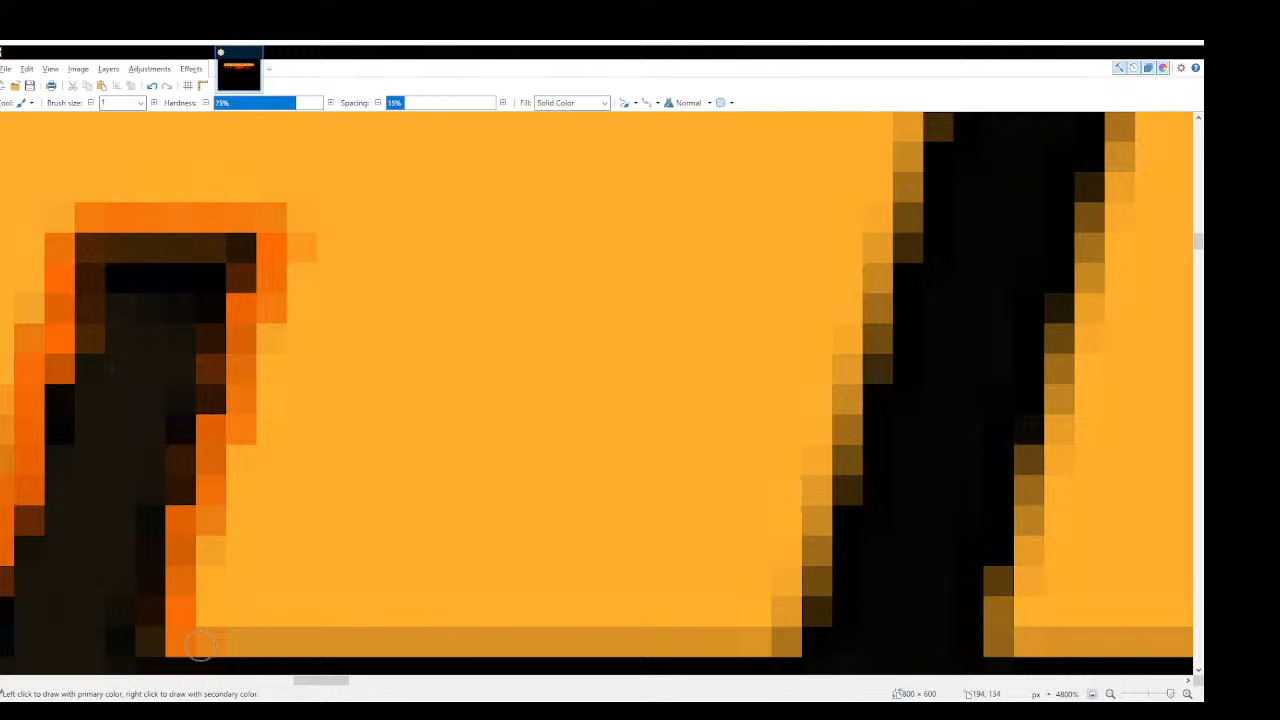 File Edit View Image Layers Adjustments Effects
Tool: Brush size: 1 Hardness: 75% Spacing: 15% Fill: Solid Color Normal
Left click to draw with primary color, right click to draw with secondary color. 800 × 600 194, 134 px 4800%